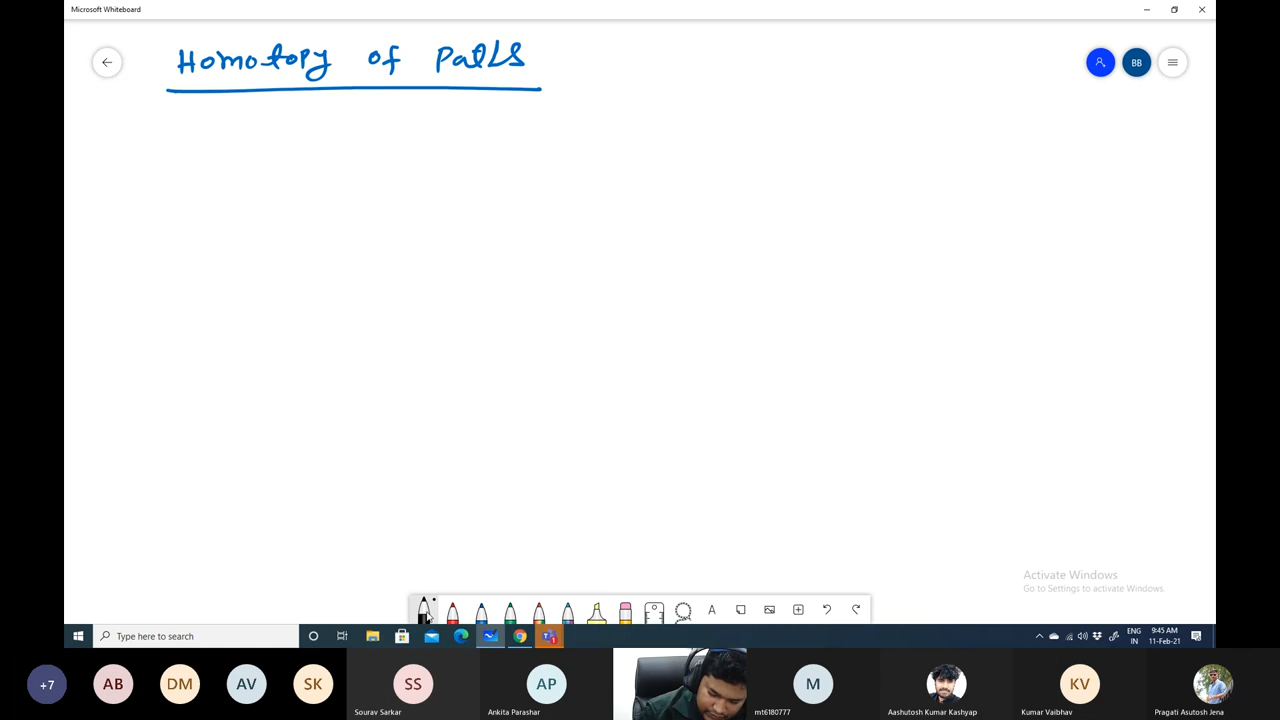 Microsoft Whiteboard
Homotopy of Paths
BB
Activate Windows
Go to Settings to activate Windows.
A
Type here to search
1
ENG
IN
9:45 AM
11-Feb-21
+7
AB
DM
AV
SK
SS
AP
M
KV
Sourav Sarkar
Ankita Parashar
mt6180777
Aashutosh Kumar Kashyap
Kumar Vaibhav
Pragati Asutosh Jena